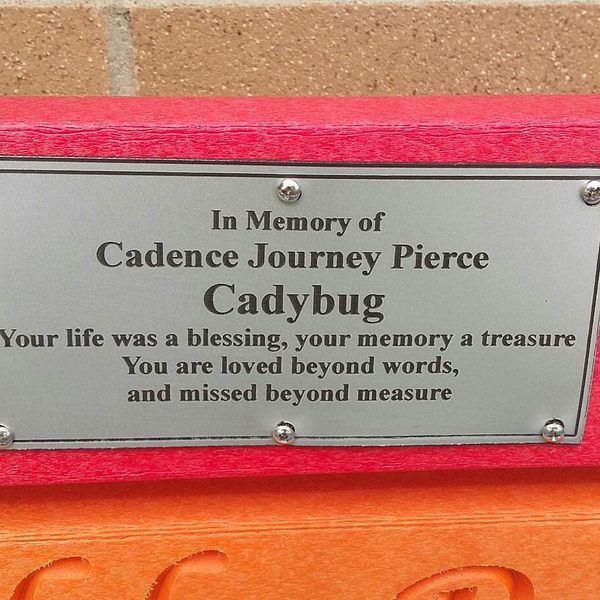 In Memory of
Cadence Journey Pierce
Cadybug
Your life was a blessing, your memory a treasure
You are loved beyond words,
and missed beyond measure